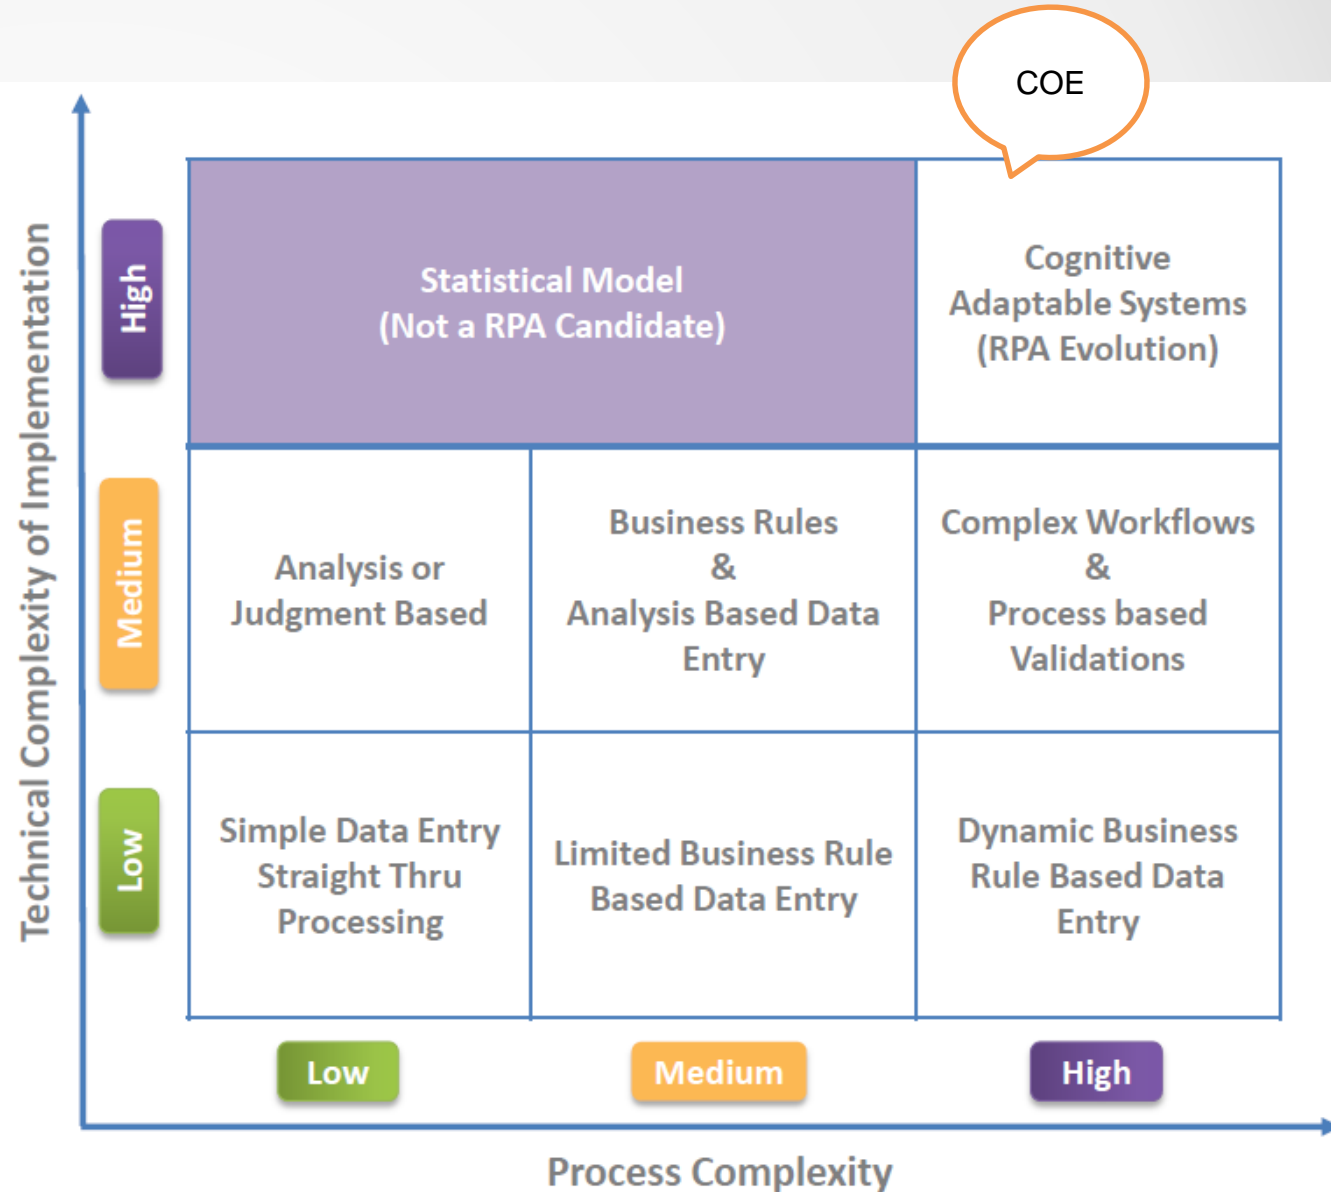 COE
Technical Complexity of Implementation
High
Statistical Model
(Not a RPA Candidate)
Cognitive
Adaptable Systems
(RPA Evolution)
Medium
Analysis or
Judgment Based
Business Rules
&
Analysis Based Data
Entry
Complex Workflows
&
Process based
Validations
Low
Simple Data Entry
Straight Thru
Processing
Limited Business Rule
Based Data Entry
Dynamic Business
Rule Based Data
Entry
Low
Medium
High
Process Complexity